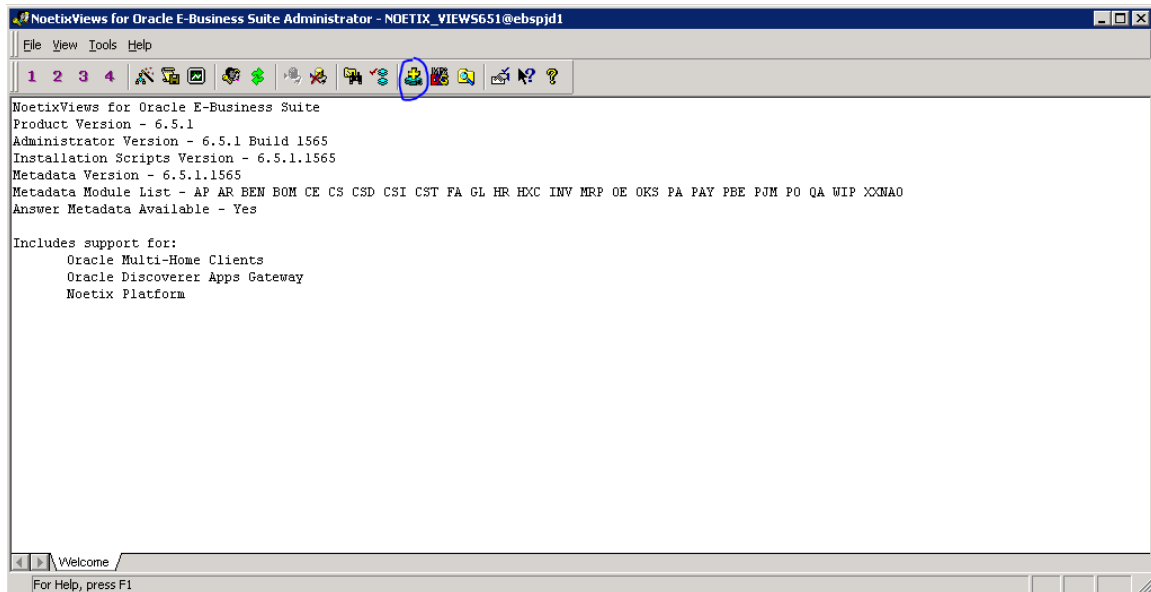 NoetixViews for Oracle E-Business Suite Administrator - NOETIX_VIEWS651@ebspjd1
File View Tools Help
1 2 3 4
NoetixViews for Oracle E-Business Suite
Product Version - 6.5.1
Administrator Version - 6.5.1 Build 1565
Installation Scripts Version - 6.5.1.1565
Metadata Version - 6.5.1.1565
Metadata Module List - AP AR BEN BOM CE CS CSD CSI CST FA GL HR HXC INV MRP OE OKS PA PAY PBE PJM PO QA WIP XXNAO
Answer Metadata Available - Yes
Includes support for:
Oracle Multi-Home Clients
Oracle Discoverer Apps Gateway
Noetix Platform
Welcome
For Help, press F1